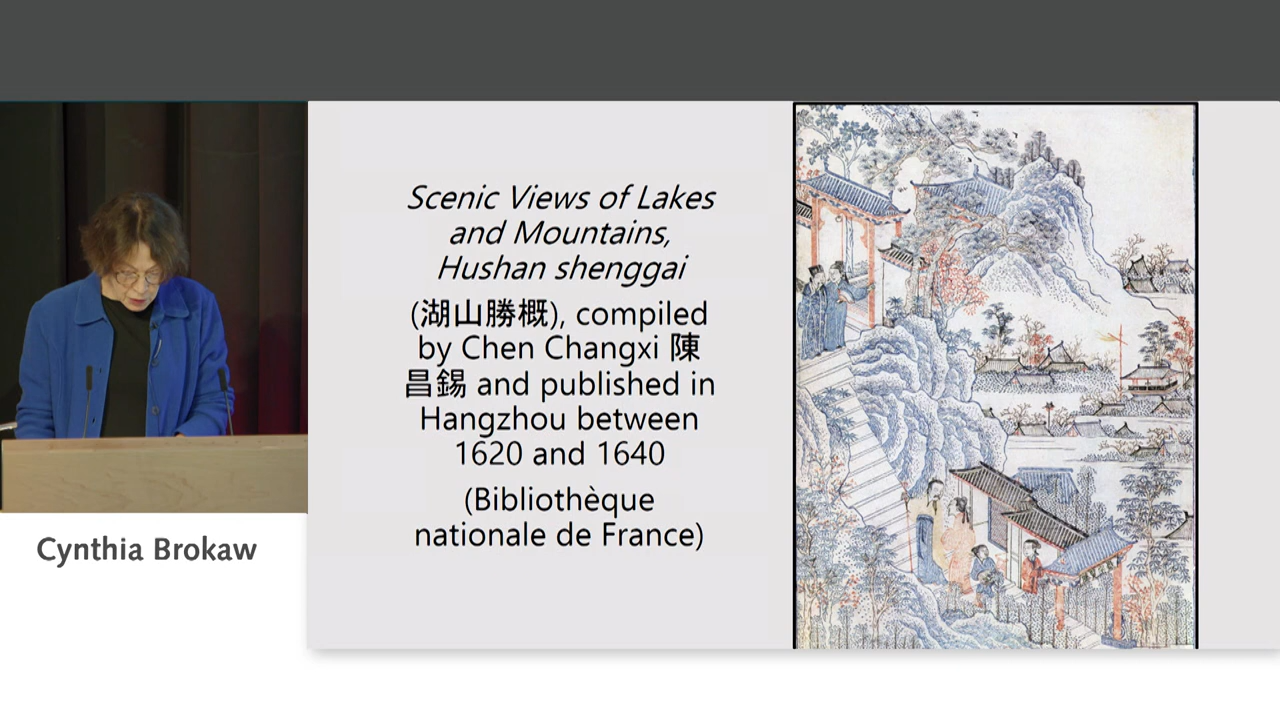 Scenic Views of Lakes
and Mountains,
Hushan shenggai
(湖山勝概), compiled
by Chen Changxi 陳
昌錫 and published in
Hangzhou between
1620 and 1640
(Bibliothèque
nationale de France)
Cynthia Brokaw